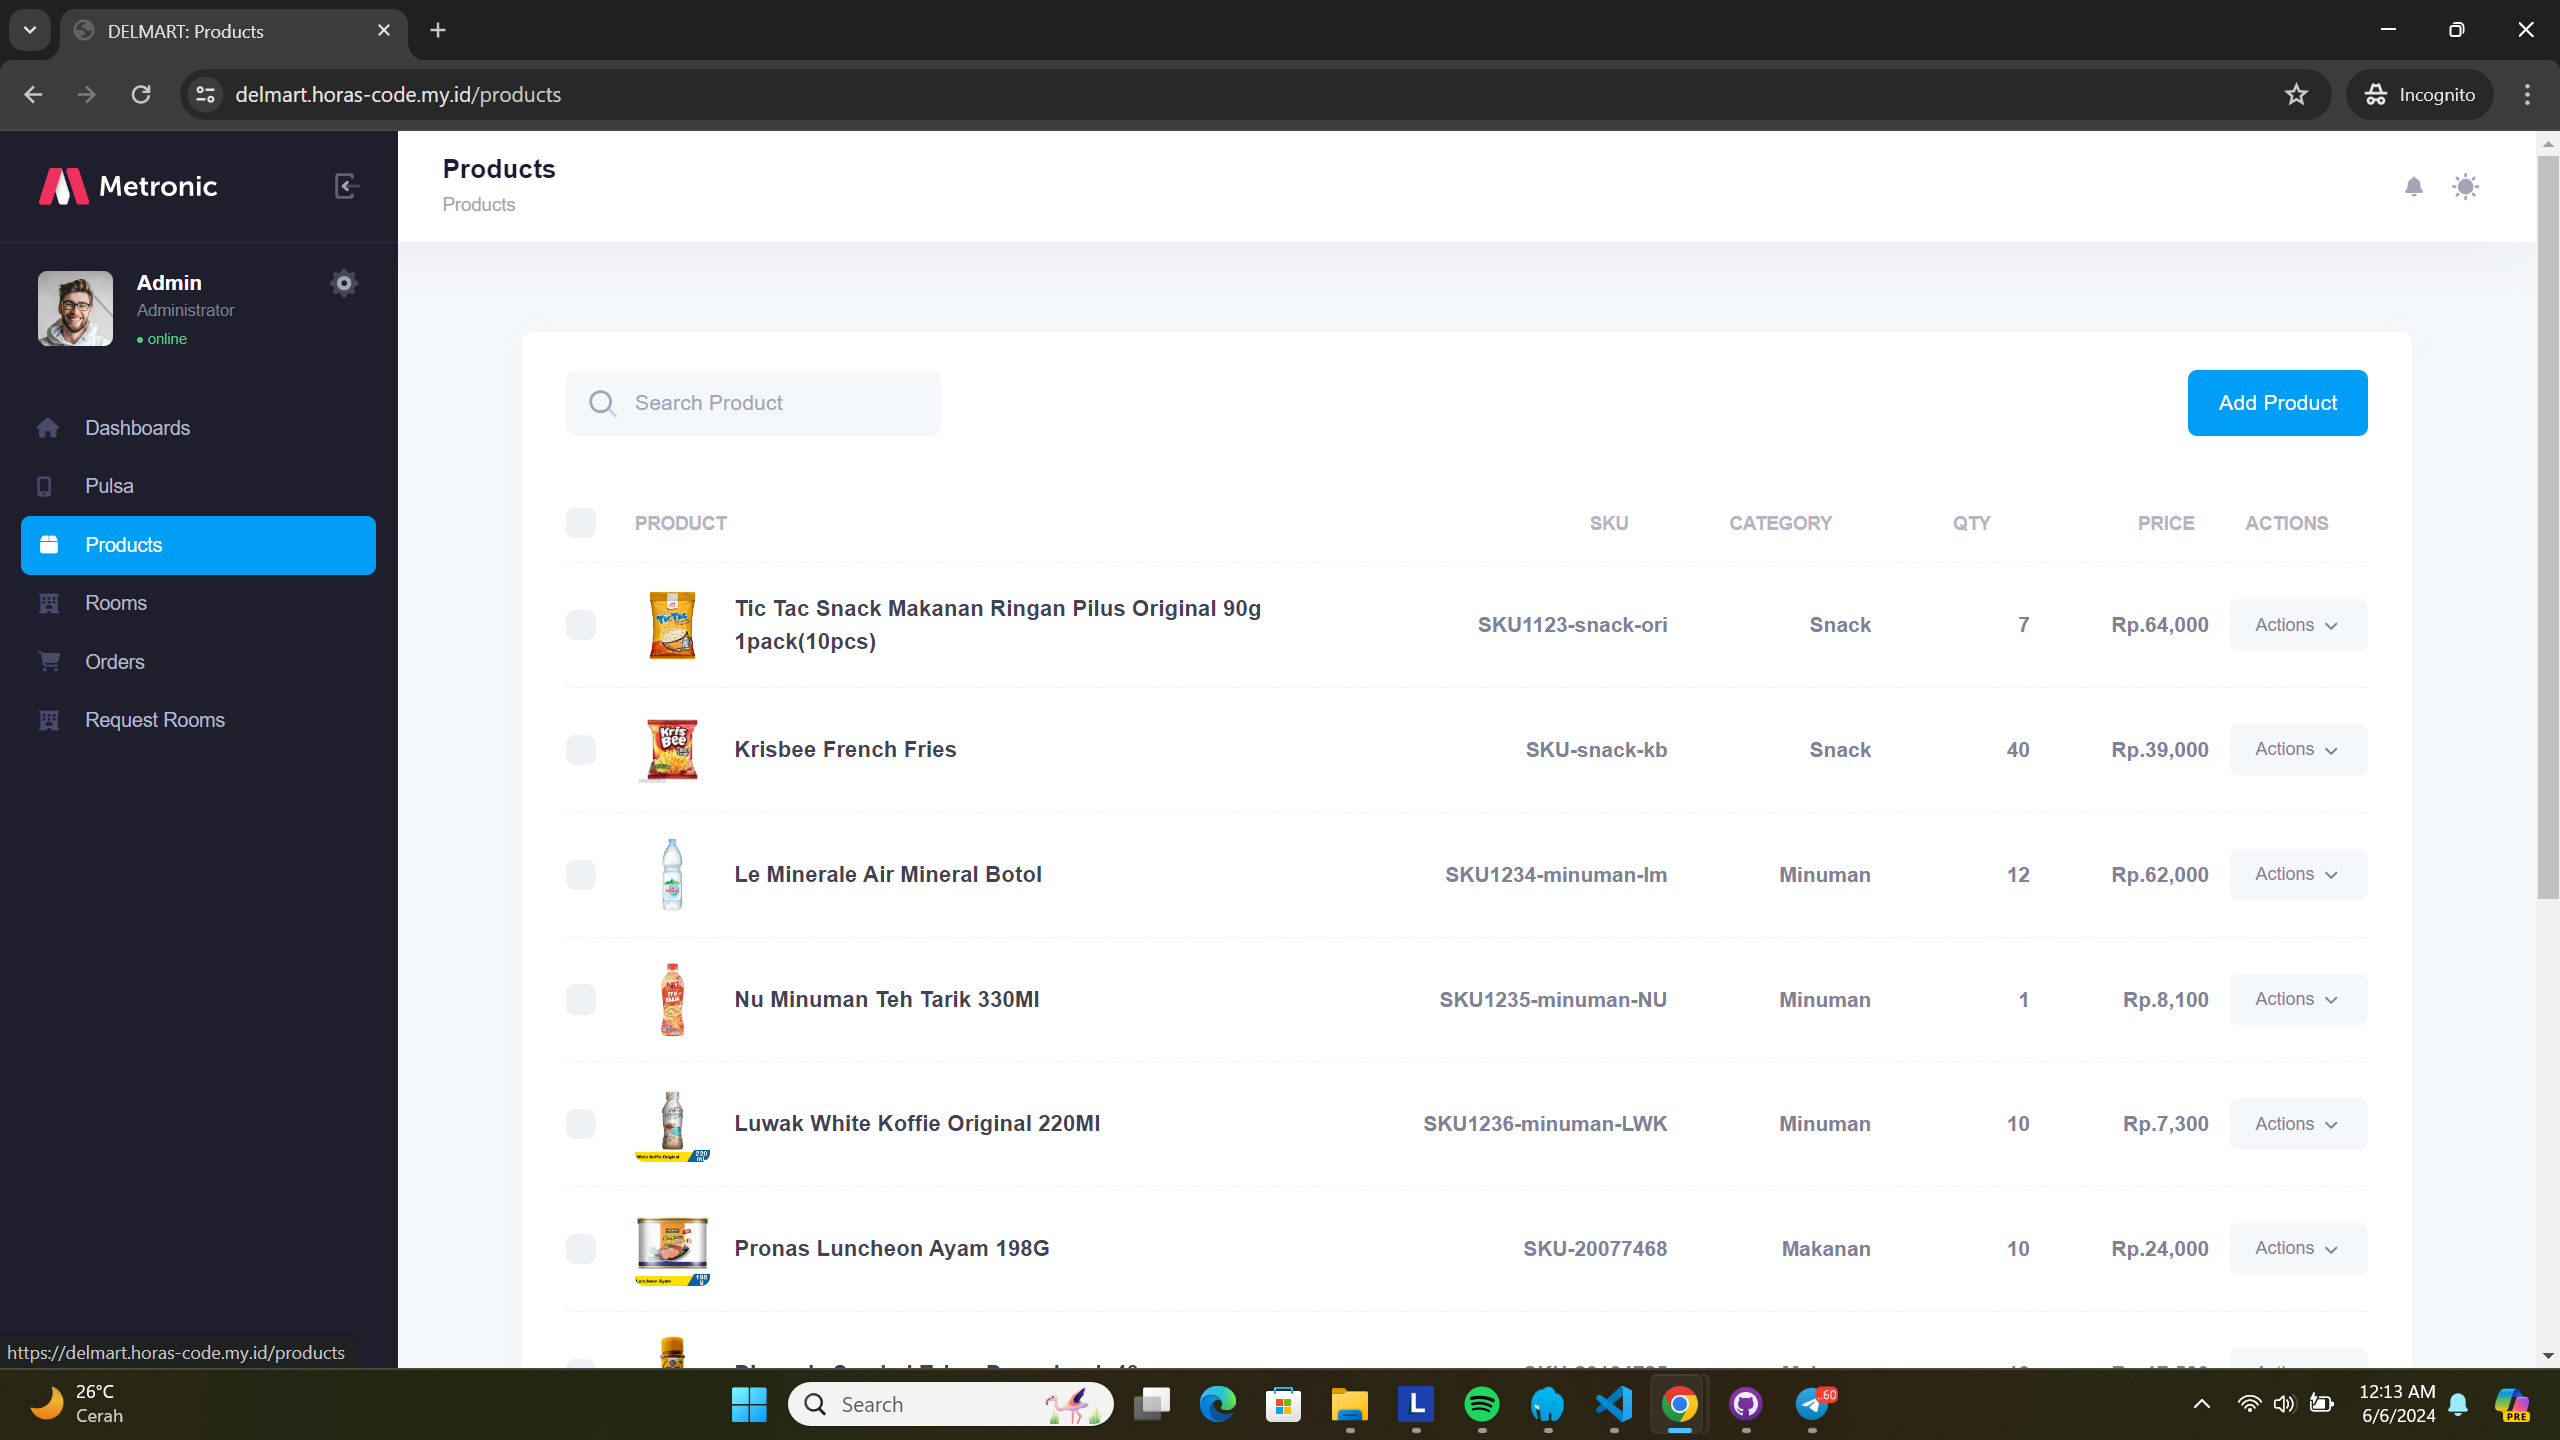 DELMART: Products
delmart.horas-code.my.id/products
Incognito
Metronic
Products
Products
Admin
Administrator
online
Dashboards
Pulsa
Products
Rooms
Orders
Request Rooms
Search Product
Add Product
PRODUCT SKU CATEGORY QTY PRICE ACTIONS
Tic Tac Snack Makanan Ringan Pilus Original 90g
1pack(10pcs)
SKU1123-snack-ori Snack 7 Rp.64,000 Actions
Krisbee French Fries SKU-snack-kb Snack 40 Rp.39,000 Actions
Le Minerale Air Mineral Botol SKU1234-minuman-lm Minuman 12 Rp.62,000 Actions
Nu Minuman Teh Tarik 330Ml SKU1235-minuman-NU Minuman 1 Rp.8,100 Actions
Luwak White Koffie Original 220Ml SKU1236-minuman-LWK Minuman 10 Rp.7,300 Actions
Pronas Luncheon Ayam 198G SKU-20077468 Makanan 10 Rp.24,000 Actions
https://delmart.horas-code.my.id/products
26°C
Cerah
Search
60
12:13 AM
6/6/2024
PRE